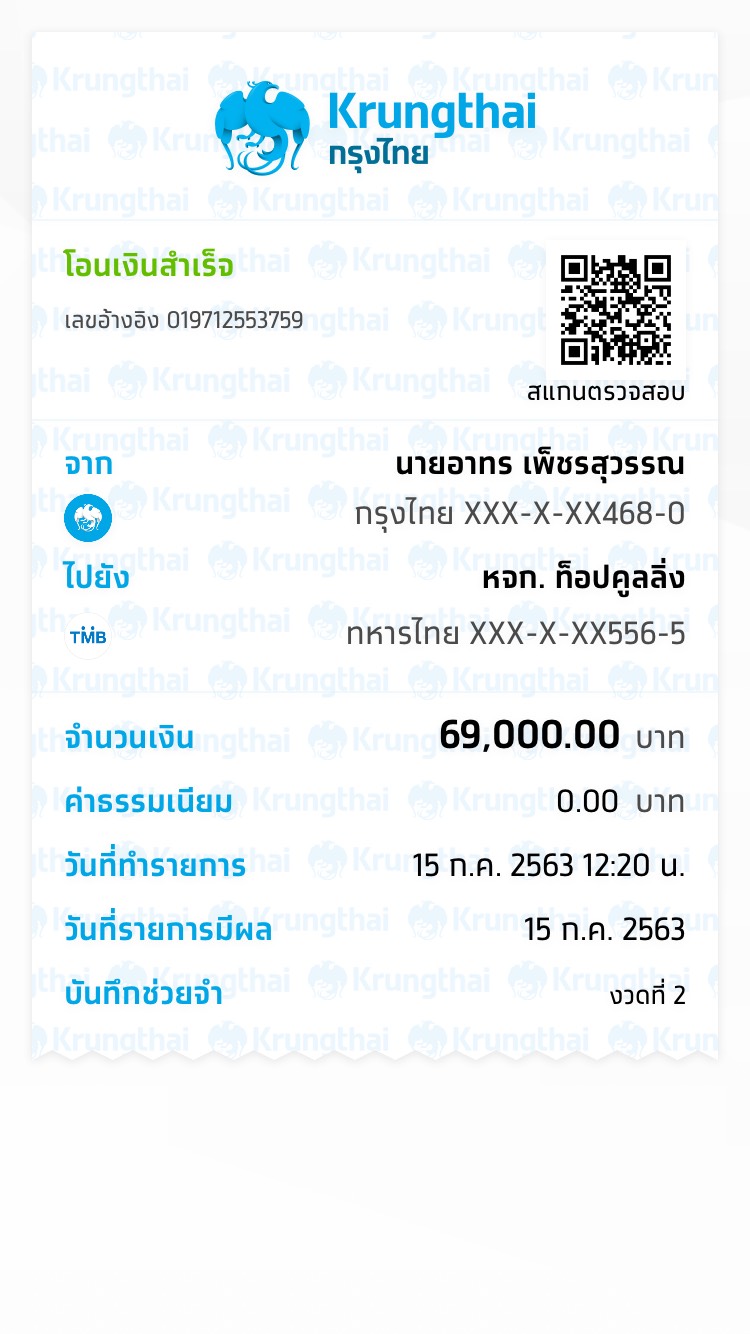 Krungthai
กรุงไทย
โอนเงินสำเร็จ
เลขอ้างอิง 019712553759
สแกนตรวจสอบ
จาก นายอาทร เพ็ชรสุวรรณ
กรุงไทย XXX-X-XX468-0
ไปยัง หจก. ท็อปคูลลิ่ง
TMB ทหารไทย XXX-X-XX556-5
จำนวนเงิน 69,000.00 บาท
ค่าธรรมเนียม 0.00 บาท
วันที่ทำรายการ 15 ก.ค. 2563 12:20 น.
วันที่รายการมีผล 15 ก.ค. 2563
บันทึกช่วยจำ งวดที่ 2